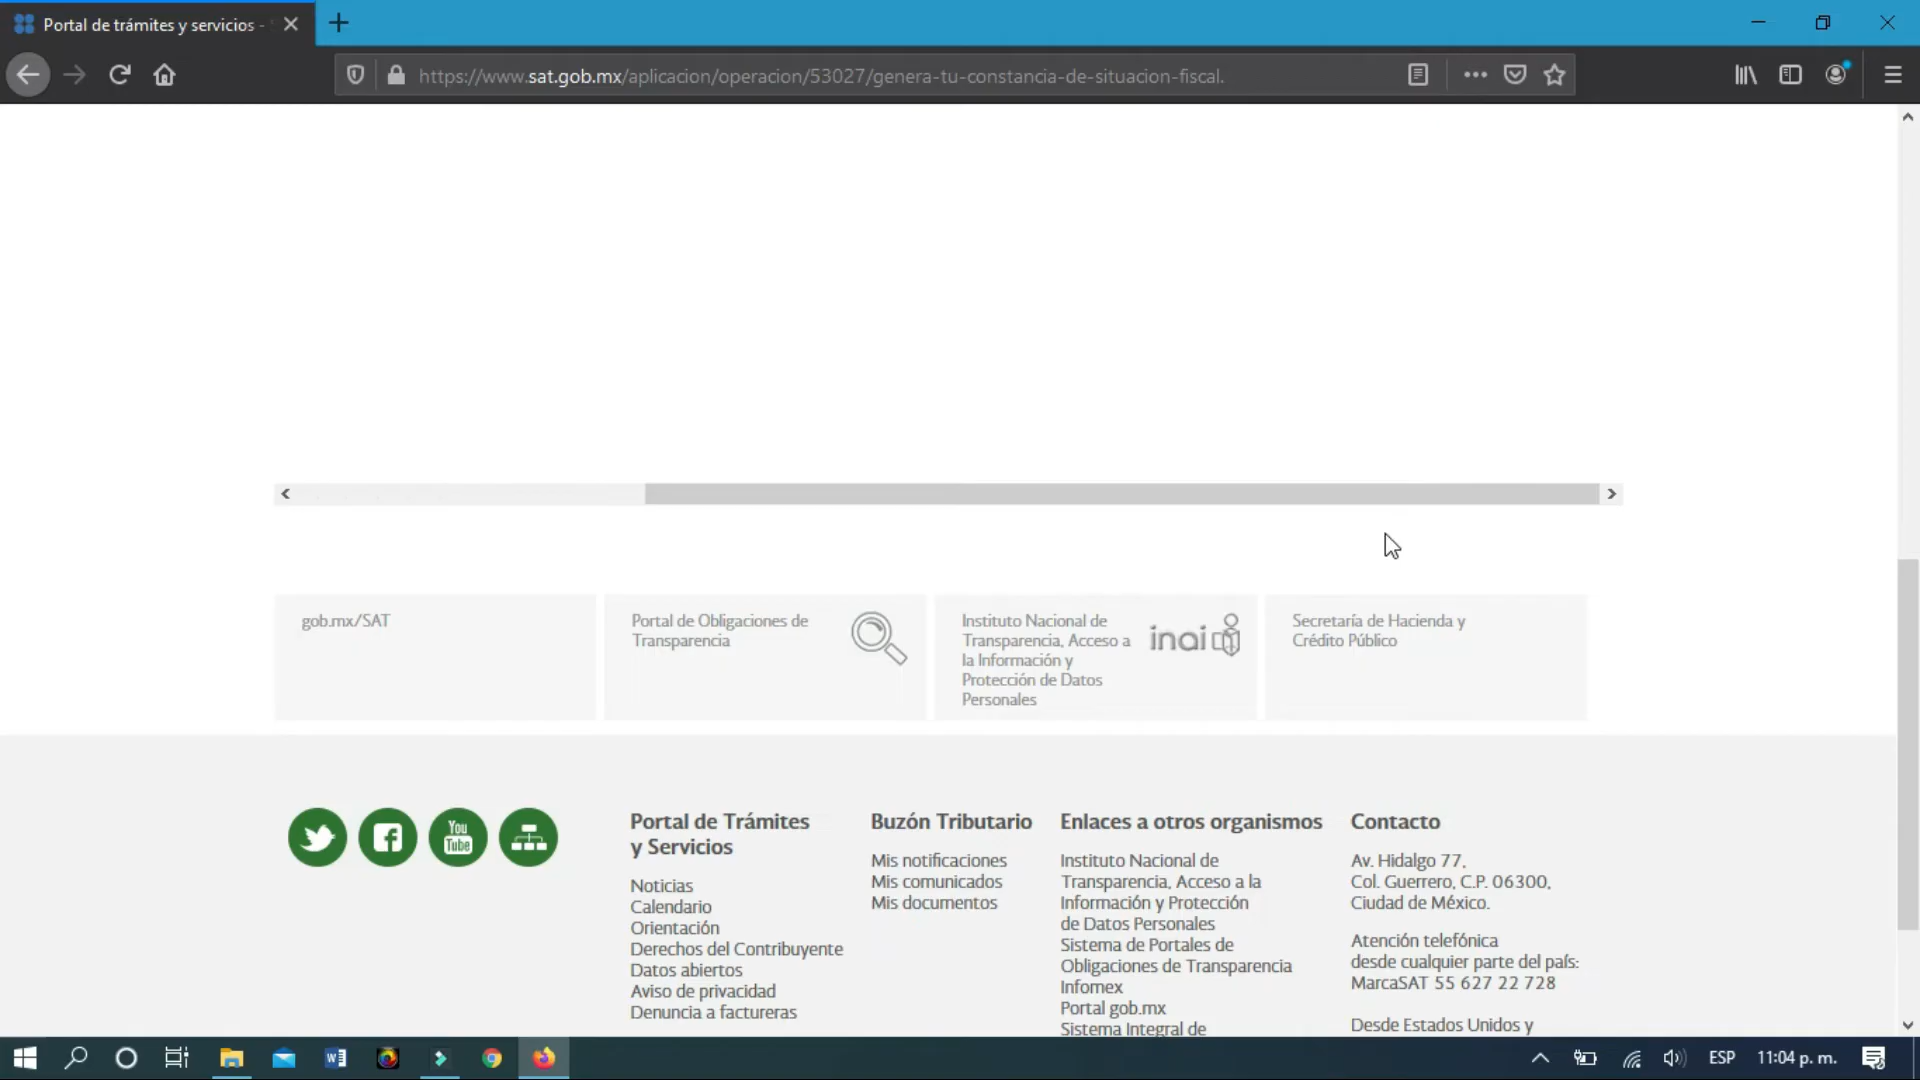 Portal de trámites y servicios -
https://www.sat.gob.mx/aplicacion/operacion/53027/genera-tu-constancia-de-situacion-fiscal.
gob.mx/SAT
Portal de Obligaciones de
Transparencia
Instituto Nacional de
Transparencia, Acceso a
la Información y
Protección de Datos
Personales
inai
Secretaría de Hacienda y
Crédito Público
You
Tube
Portal de Trámites
y Servicios
Noticias
Calendario
Orientación
Derechos del Contribuyente
Datos abiertos
Aviso de privacidad
Denuncia a factureras
Buzón Tributario
Mis notificaciones
Mis comunicados
Mis documentos
Enlaces a otros organismos
Instituto Nacional de
Transparencia, Acceso a la
Información y Protección
de Datos Personales
Sistema de Portales de
Obligaciones de Transparencia
Infomex
Portal gob.mx
Sistema Integral de
Contacto
Av. Hidalgo 77,
Col. Guerrero, C.P. 06300,
Ciudad de México.
Atención telefónica
desde cualquier parte del país:
MarcaSAT 55 627 22 728
Desde Estados Unidos y
ESP
11:04 p. m.